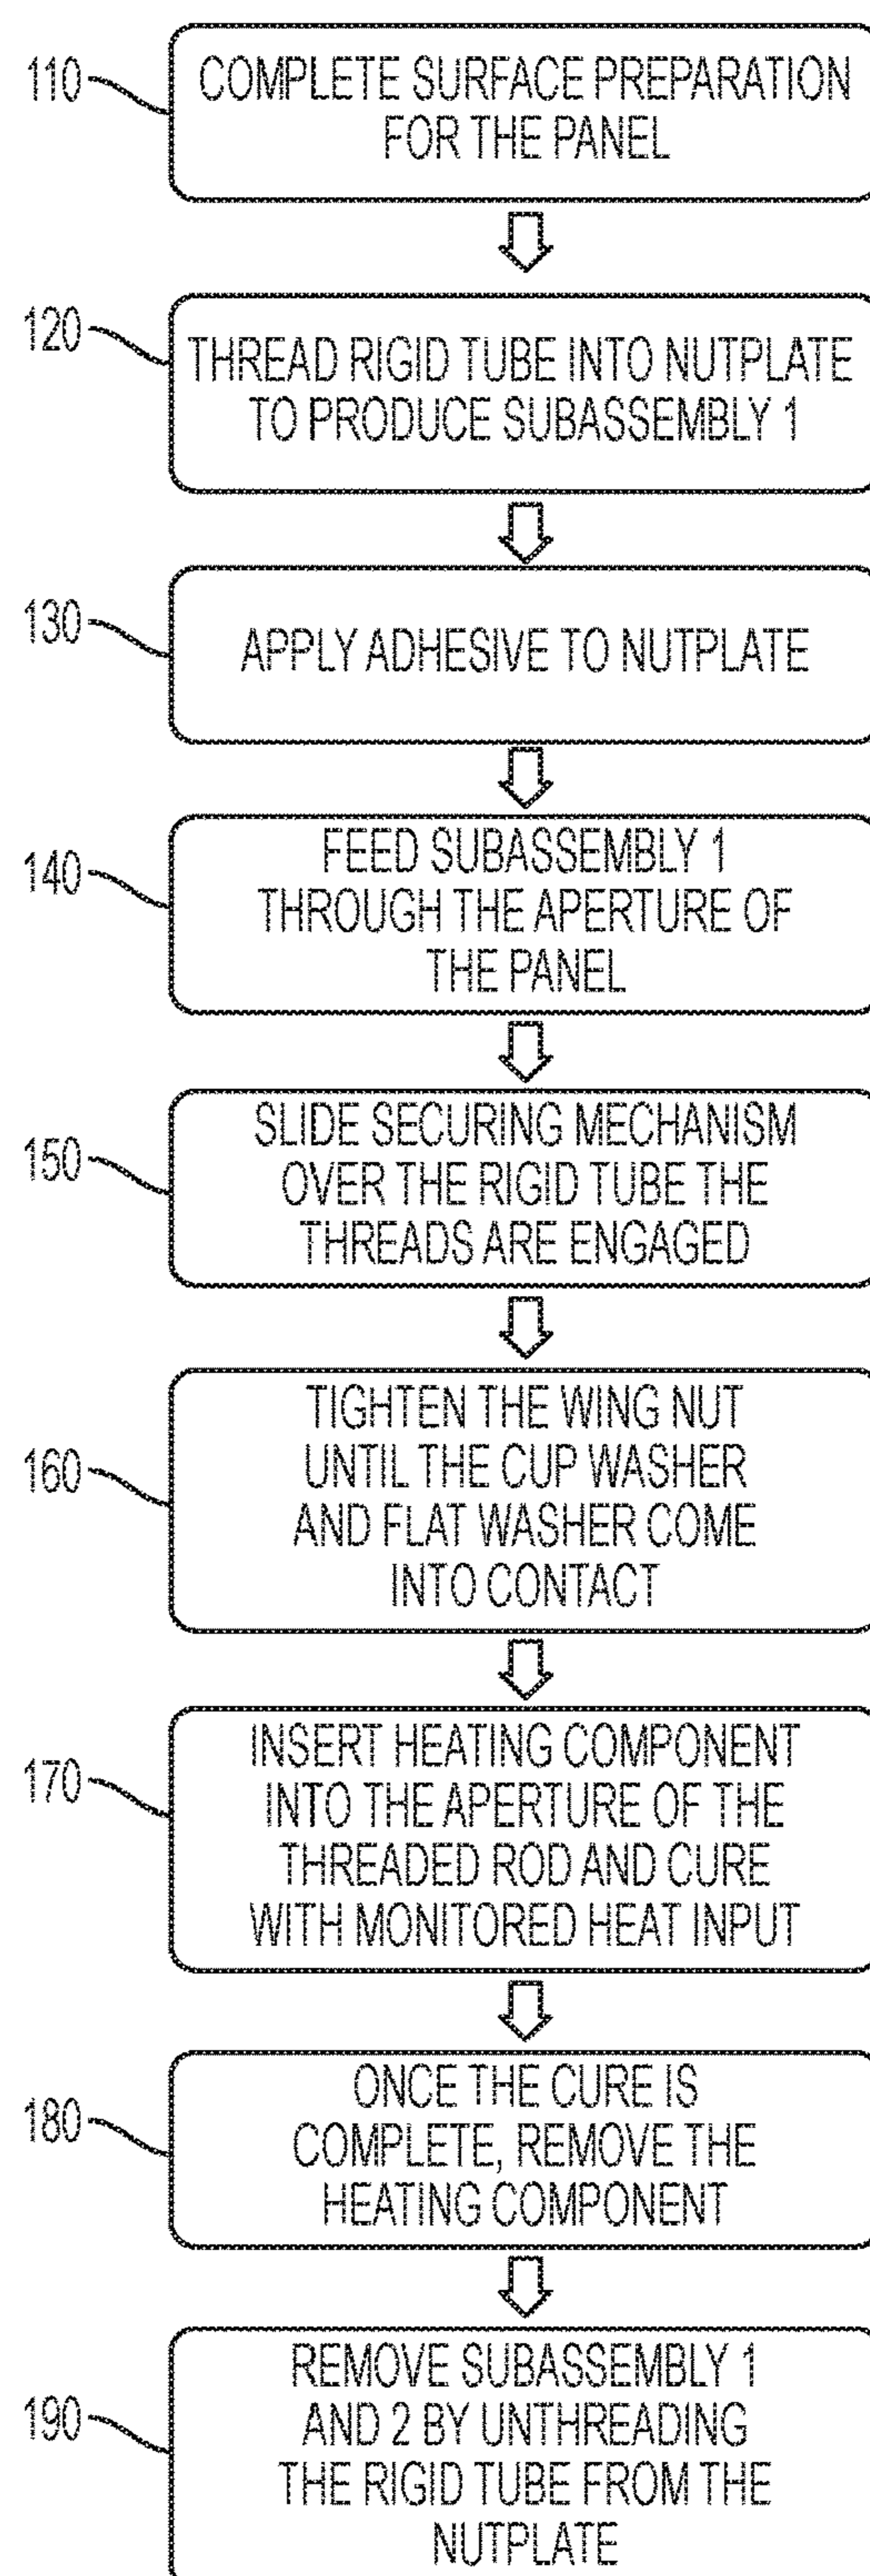 110
COMPLETE SURFACE PREPARATION
FOR THE PANEL
120
THREAD RIGID TUBE INTO NUTPLATE
TO PRODUCE SUBASSEMBLY 1
130
APPLY ADHESIVE TO NUTPLATE
140
FEED SUBASSEMBLY 1
THROUGH THE APERTURE OF
THE PANEL
150
SLIDE SECURING MECHANISM
OVER THE RIGID TUBE THE
THREADS ARE ENGAGED
160
TIGHTEN THE WING NUT
UNTIL THE CUP WASHER
AND FLAT WASHER COME
INTO CONTACT
170
INSERT HEATING COMPONENT
INTO THE APERTURE OF THE
THREADED ROD AND CURE
WITH MONITORED HEAT INPUT
180
ONCE THE CURE IS
COMPLETE, REMOVE THE
HEATING COMPONENT
190
REMOVE SUBASSEMBLY 1
AND 2 BY UNTHREADING
THE RIGID TUBE FROM THE
NUTPLATE